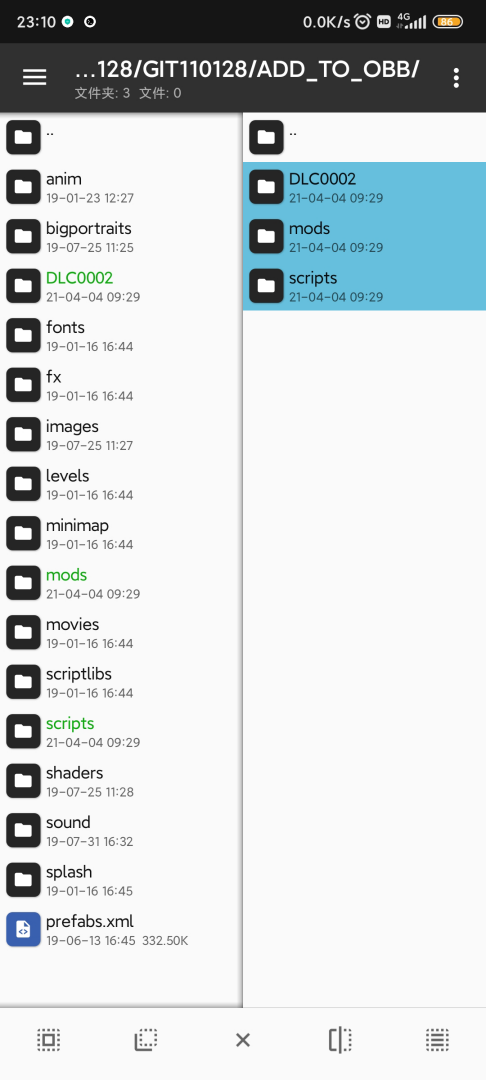 23:10
0.0K/s HD 4G 86
...128/GIT110128/ADD_TO_OBB/
文件夹: 3 文件: 0
..
anim
19-01-23 12:27
bigportraits
19-07-25 11:25
DLC0002
21-04-04 09:29
fonts
19-01-16 16:44
fx
19-01-16 16:44
images
19-07-25 11:27
levels
19-01-16 16:44
minimap
19-01-16 16:44
mods
21-04-04 09:29
movies
19-01-16 16:44
scriptlibs
19-01-16 16:44
scripts
21-04-04 09:29
shaders
19-07-25 11:28
sound
19-07-31 16:32
splash
19-01-16 16:45
prefabs.xml
19-06-13 16:45 332.50K
..
DLC0002
21-04-04 09:29
mods
21-04-04 09:29
scripts
21-04-04 09:29